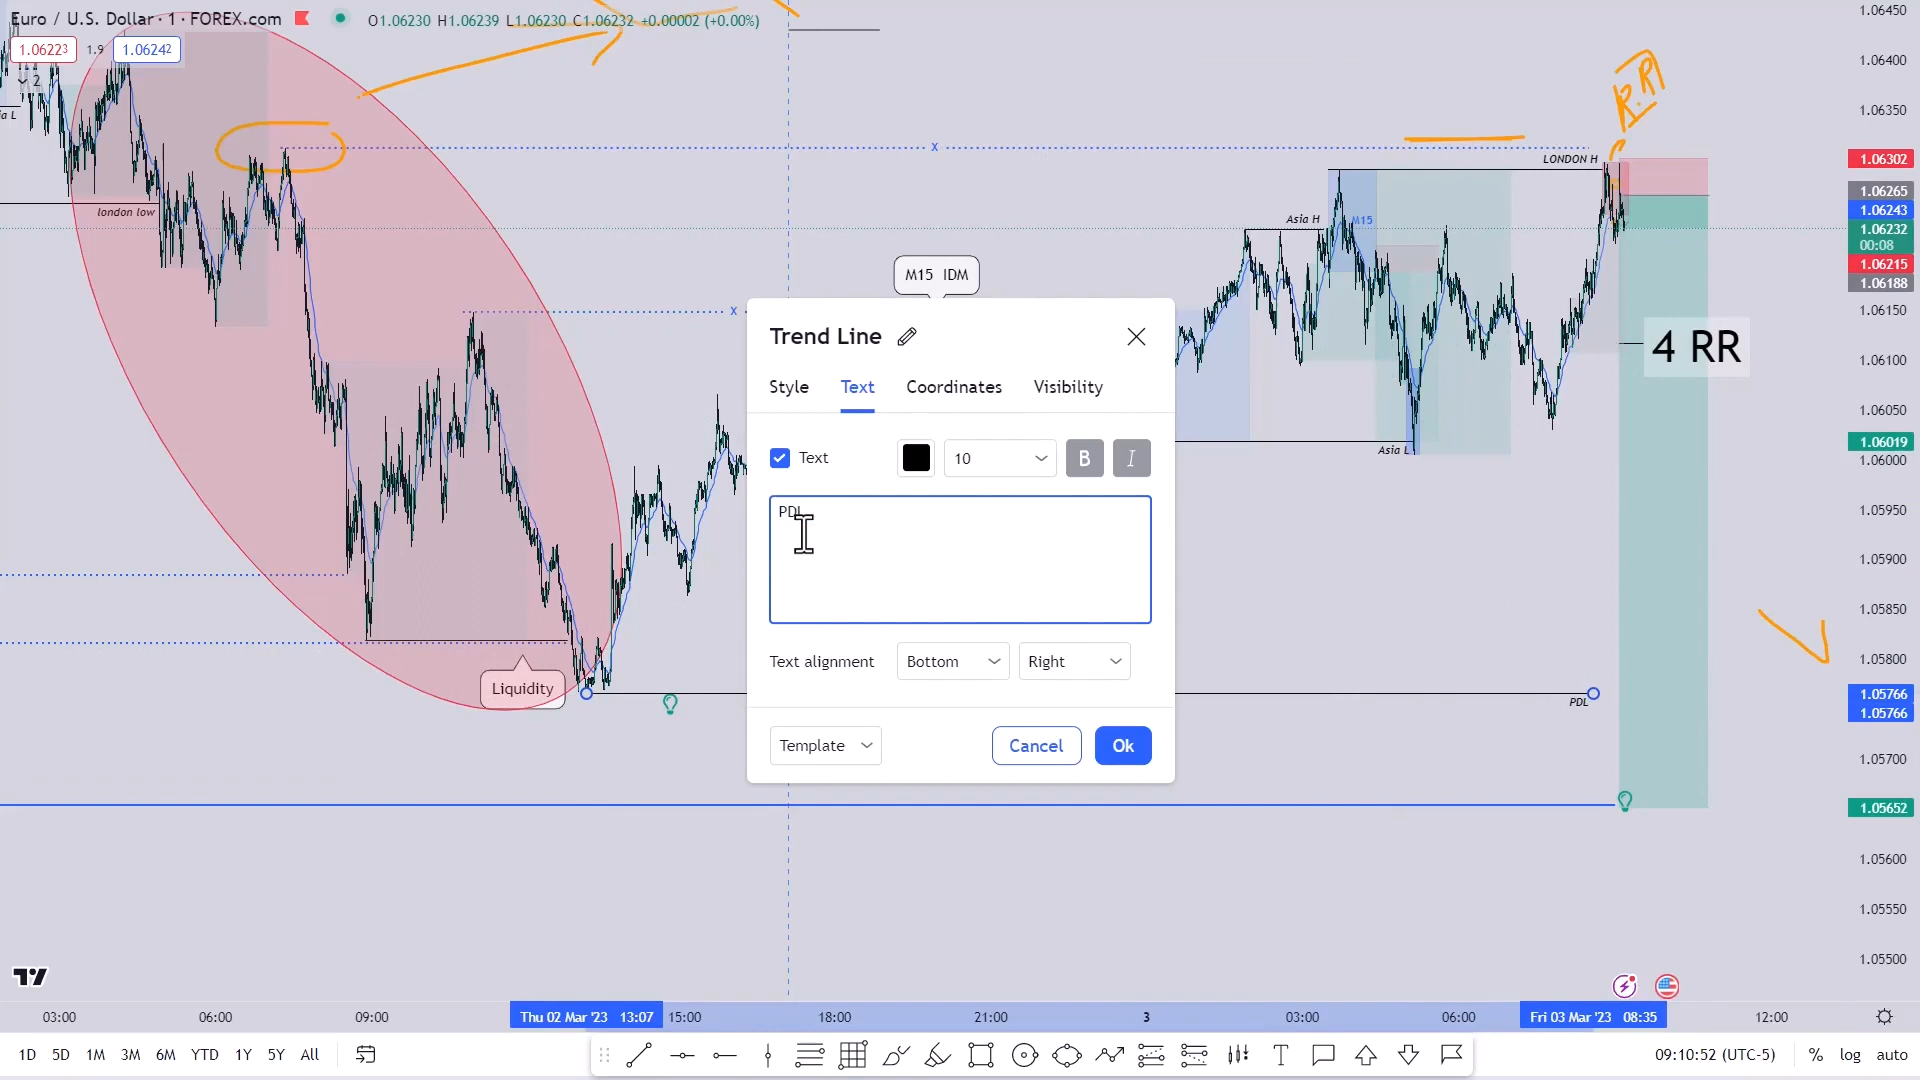 Euro / U.S. Dollar · 1 · FOREX.com
O1.06230 H1.06239 L1.06230 C1.06232 +0.00002 (+0.00%)
1.06223 1.9 1.06242
2
ia L
london low
x
x
R.R
LONDON H
Asia H
M15
Asia L
4 RR
M15 IDM
Liquidity
PDL
Trend Line
Style Text Coordinates Visibility
Text 10 B I
PDL
Text alignment Bottom Right
Template Cancel Ok
1.06450
1.06400
1.06350
1.06302
1.06265
1.06243
1.06232
00:08
1.06215
1.06188
1.06150
1.06100
1.06050
1.06019
1.06000
1.05950
1.05900
1.05850
1.05800
1.05766
1.05766
1.05700
1.05652
1.05600
1.05550
1.05500
03:00 06:00 09:00 Thu 02 Mar '23 13:07 15:00 18:00 21:00 3 03:00 06:00 Fri 03 Mar '23 08:35 12:00
1D 5D 1M 3M 6M YTD 1Y 5Y All
09:10:52 (UTC-5) % log auto